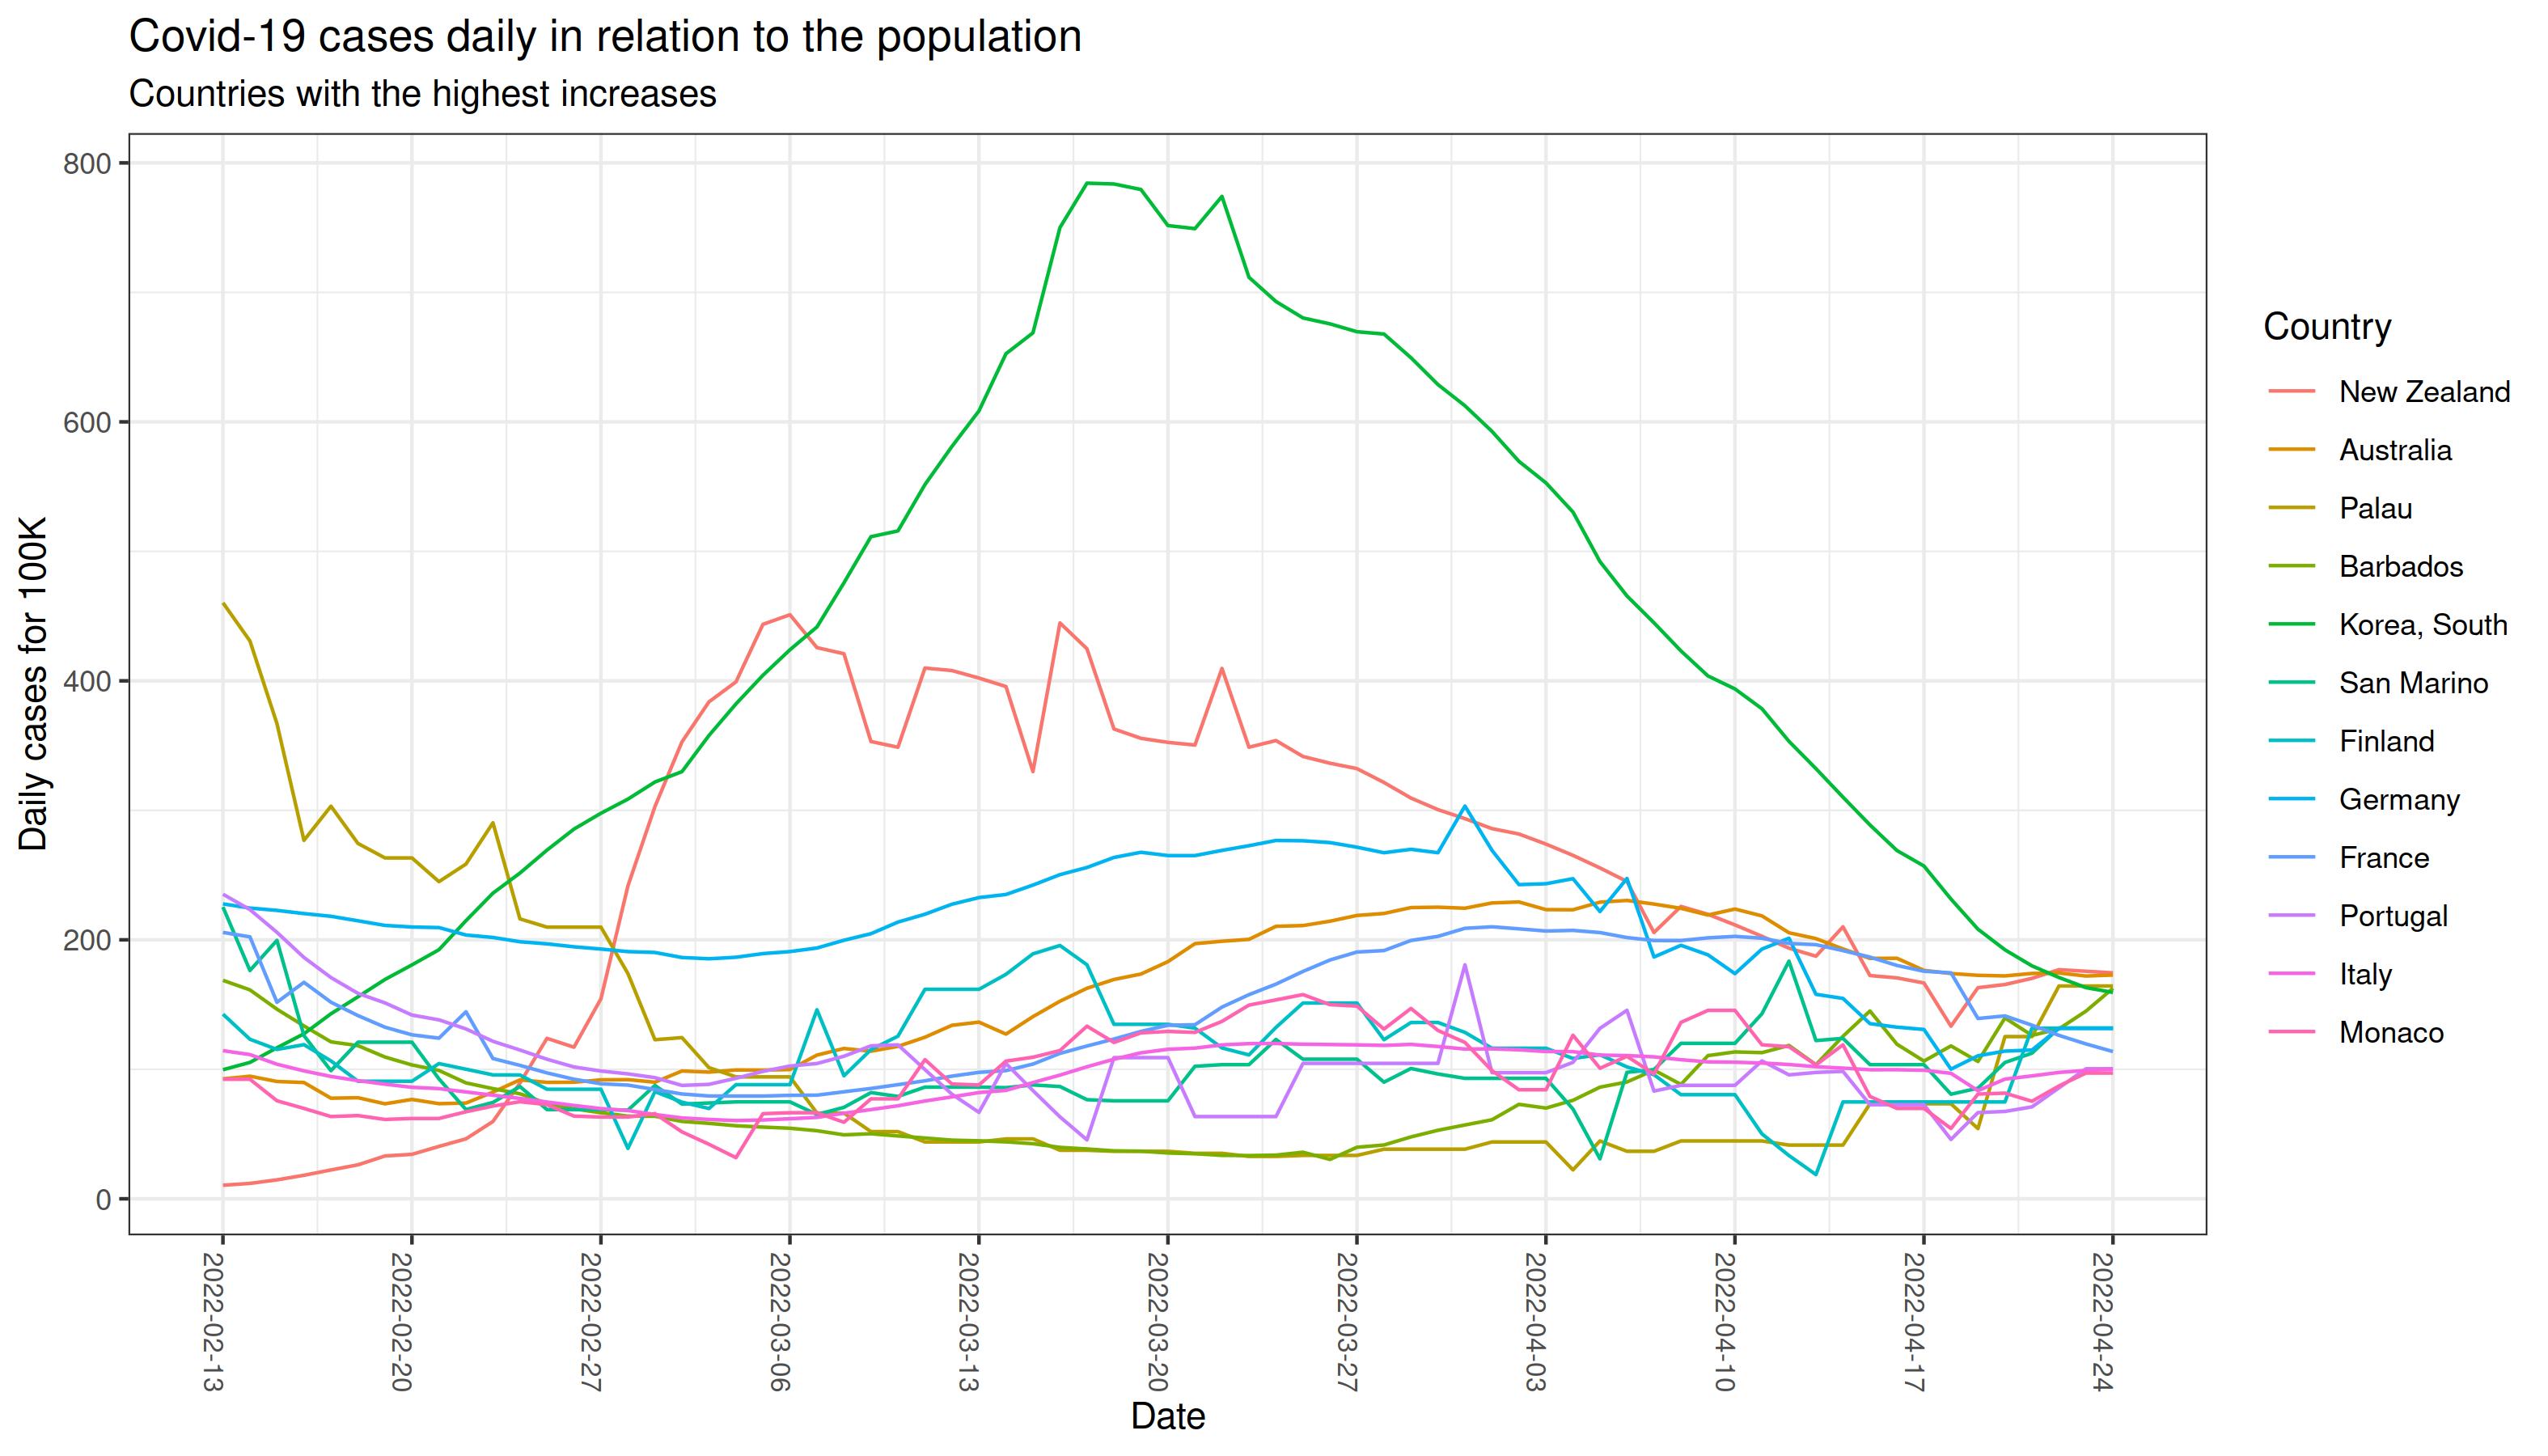 Covid-19 cases daily in relation to the population
Countries with the highest increases
Daily cases for 100K
800
600
400
200
0
2022-02-13
2022-02-20
2022-02-27
2022-03-06
2022-03-13
2022-03-20
2022-03-27
2022-04-03
2022-04-10
2022-04-17
2022-04-24
Date
Country
New Zealand
Australia
Palau
Barbados
Korea, South
San Marino
Finland
Germany
France
Portugal
Italy
Monaco